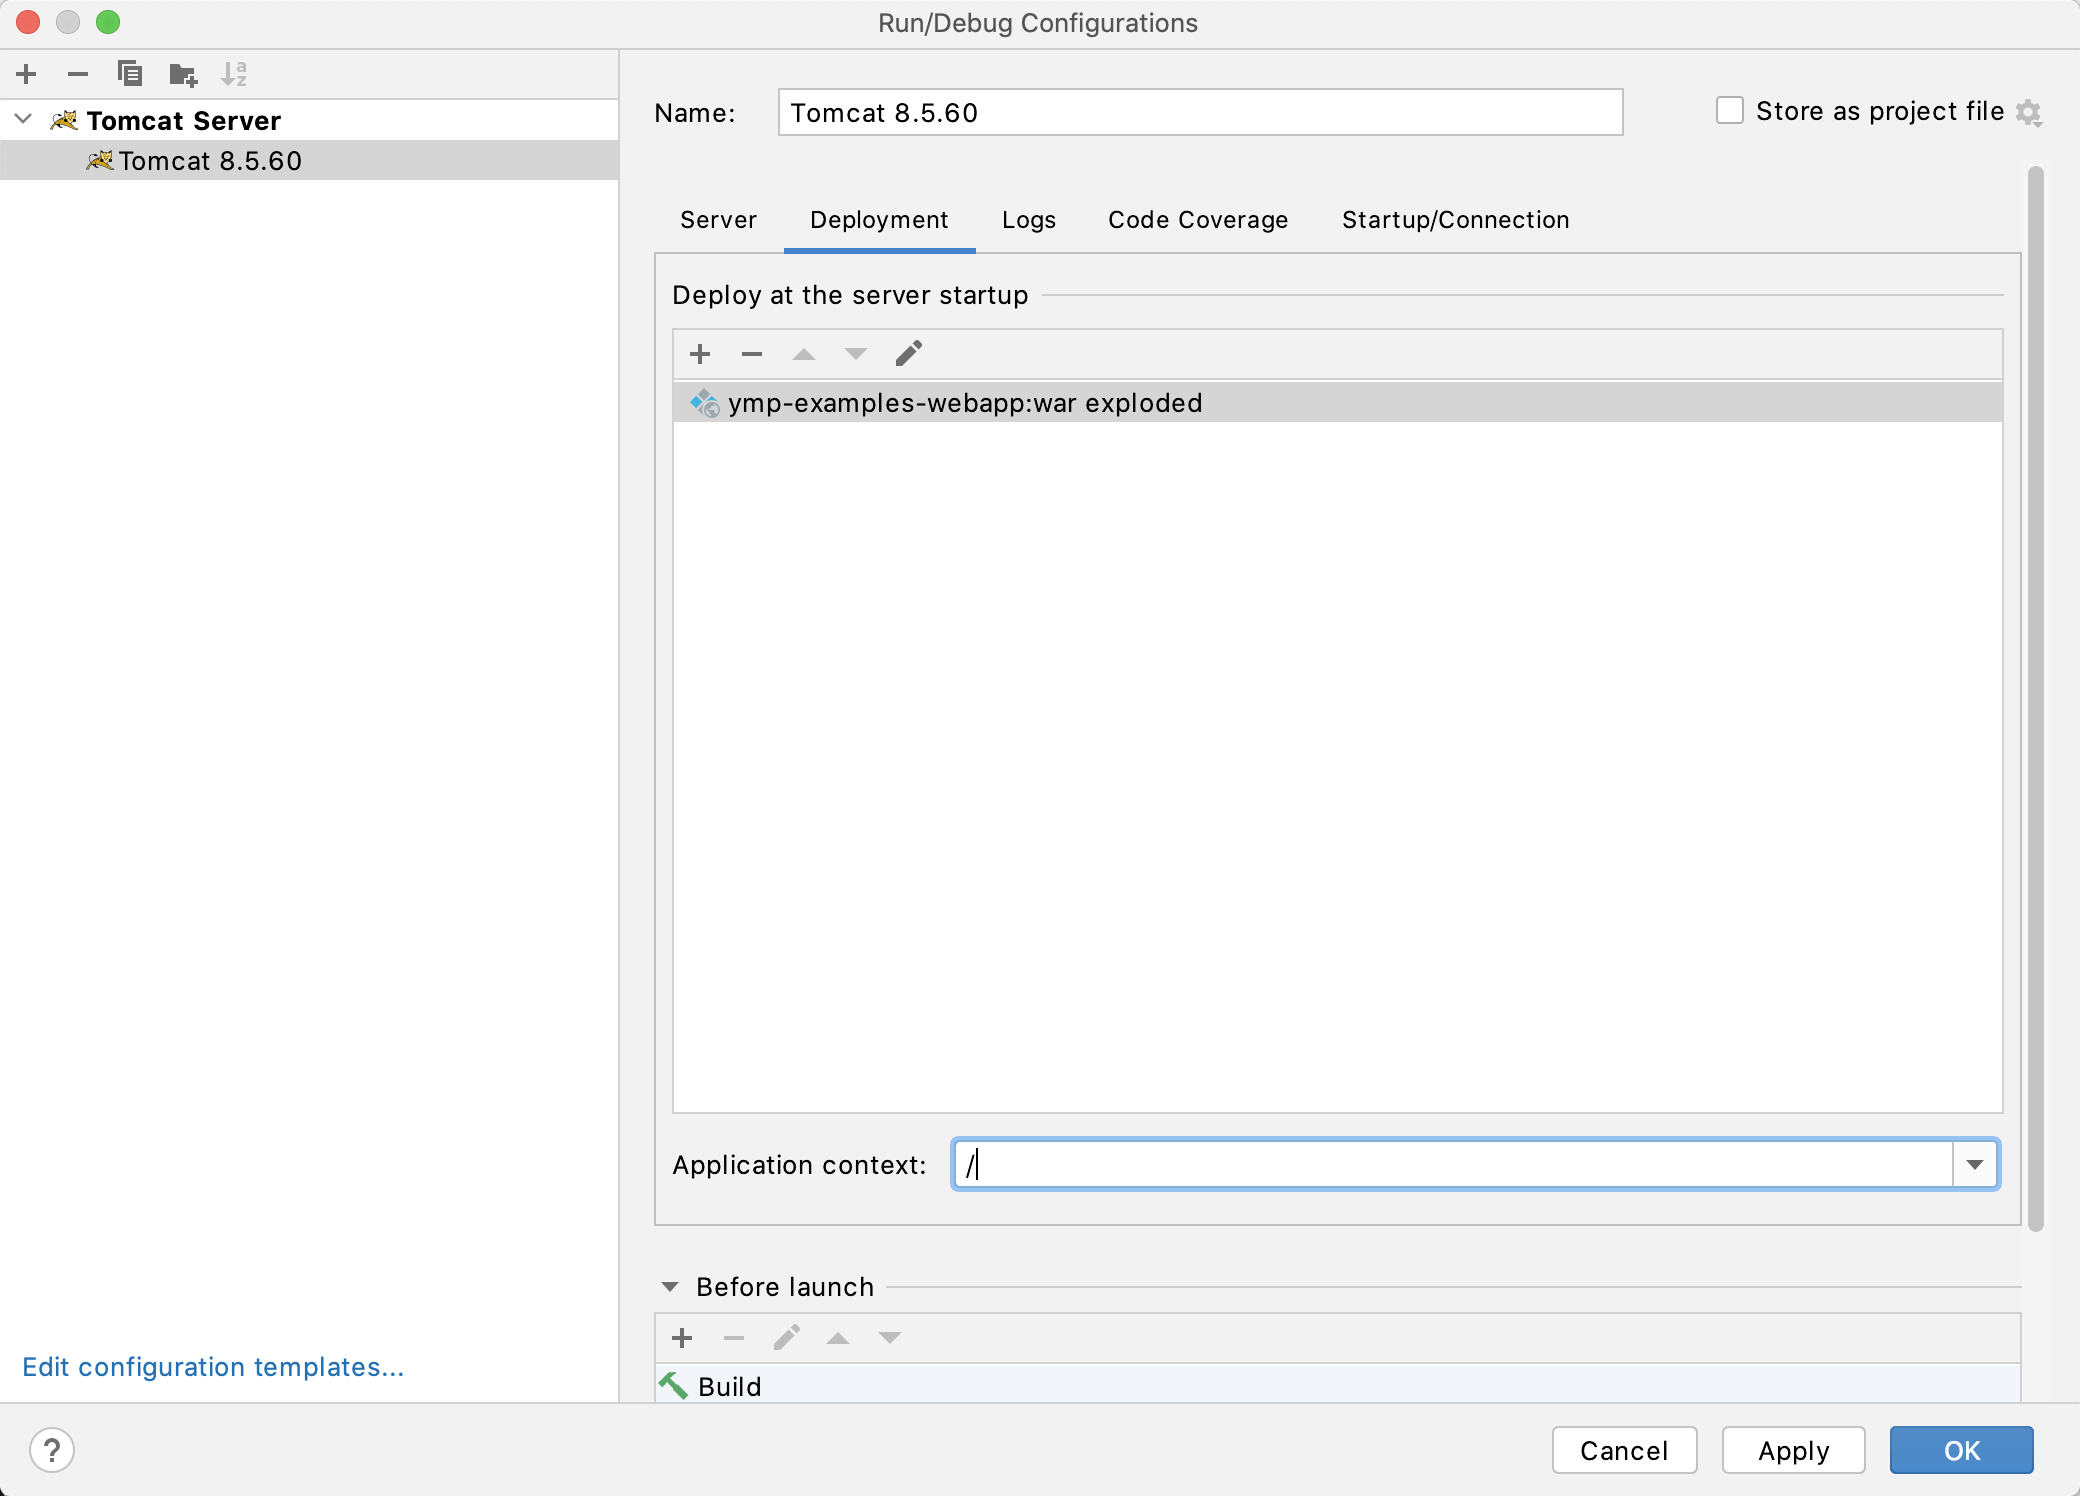 Run/Debug Configurations
Tomcat Server
Tomcat 8.5.60
Edit configuration templates...
Name:
Tomcat 8.5.60
Store as project file
Server
Deployment
Logs
Code Coverage
Startup/Connection
Deploy at the server startup
ymp-examples-webapp:war exploded
Application context:
/
Before launch
Build
?
Cancel
Apply
OK